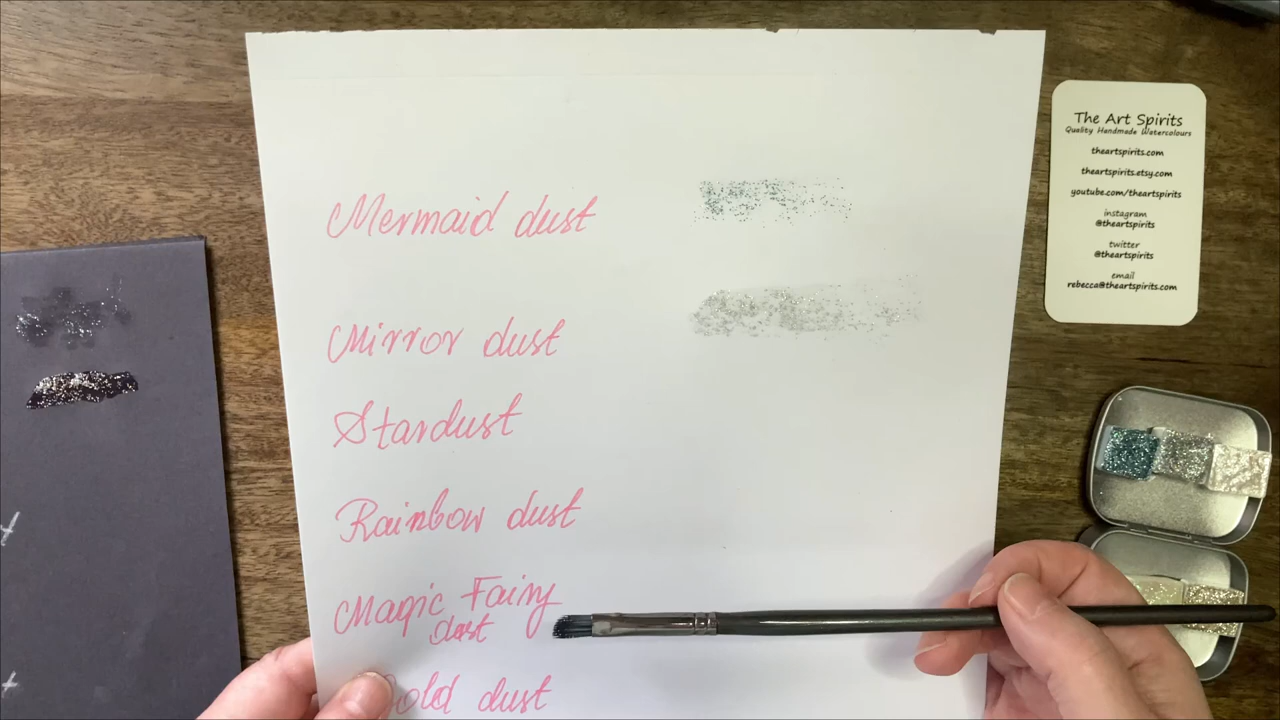 Mermaid dust
Mirror dust
Stardust
Rainbow dust
Magic Fairy
dust
Gold dust
The Art Spirits
Quality Handmade Watercolours
theartspirits.com
theartspirits.etsy.com
youtube.com/theartspirits
instagram
@theartspirits
twitter
@theartspirits
email
rebecca@theartspirits.com